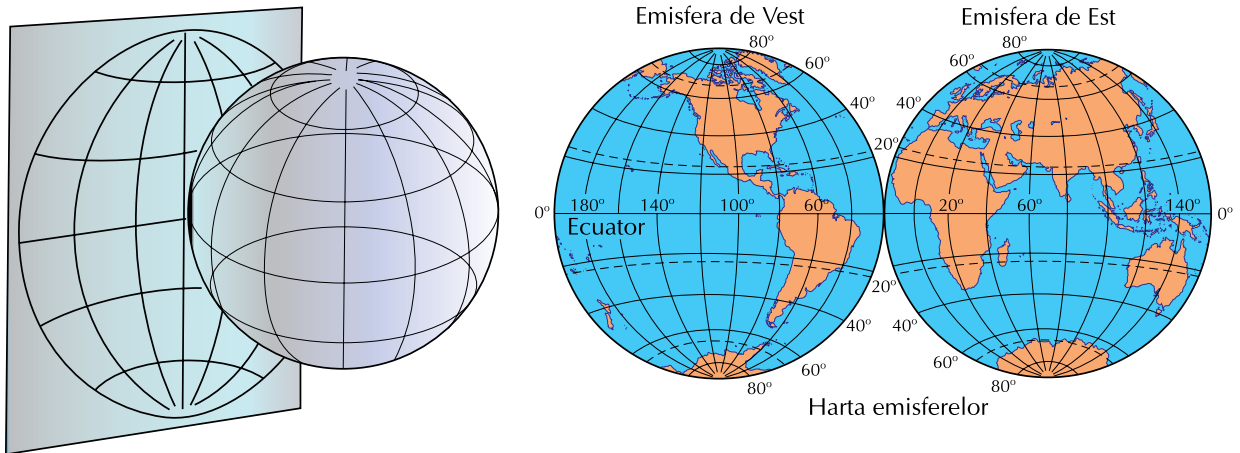 Emisfera de Vest
Emisfera de Est
80º
80º
60º
60º
40º
40º
20º
0º
180º 140º 100º 60º
20º 60º 140º
0º
Ecuator
20º
40º
40º
60º
60º
80º
80º
Harta emisferelor